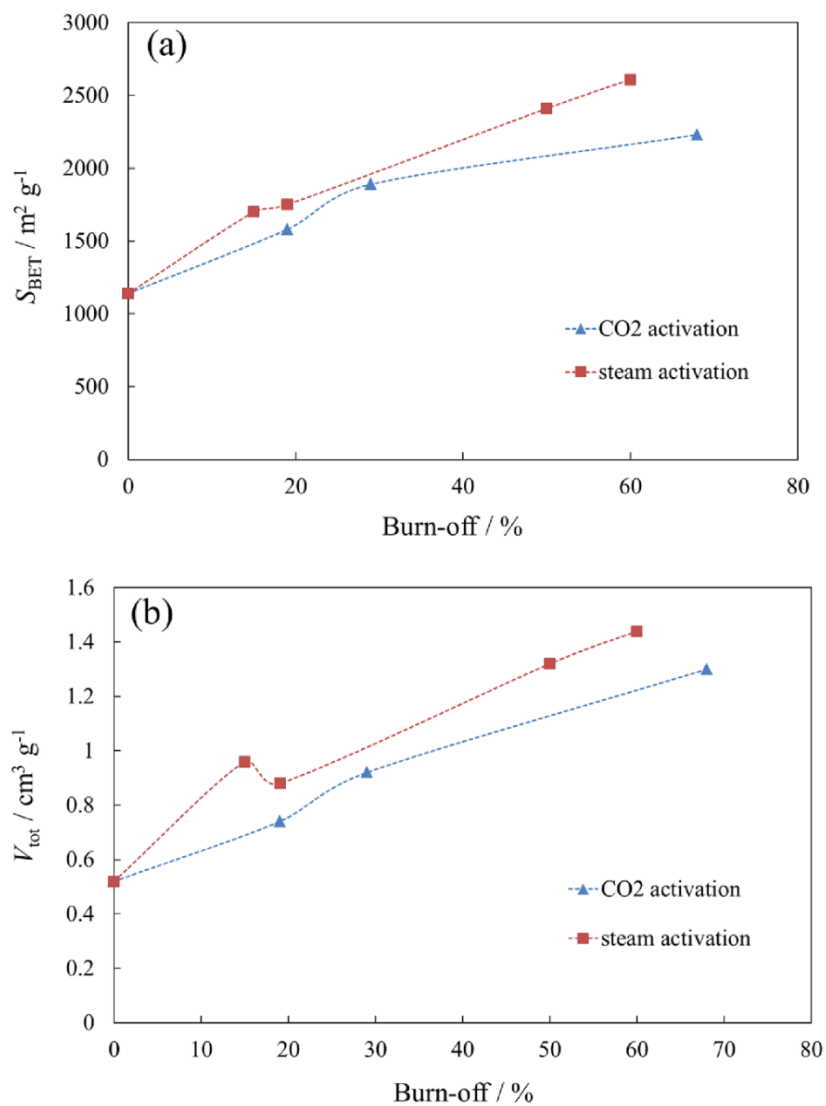 (a)
3000
2500
2000
1500
1000
500
0
S_BET / m² g⁻¹
CO2 activation
steam activation
0 20 40 60 80
Burn-off / %
(b)
1.6
1.4
1.2
1
0.8
0.6
0.4
0.2
0
V_tot / cm³ g⁻¹
CO2 activation
steam activation
0 10 20 30 40 50 60 70 80
Burn-off / %